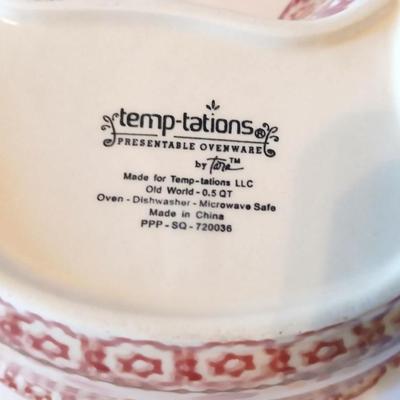 temp-tations®
PRESENTABLE OVENWARE
by Tara™
Made for Temp-tations LLC
Old World - 0.5 QT
Oven - Dishwasher - Microwave Safe
Made in China
PPP - SQ - 720036